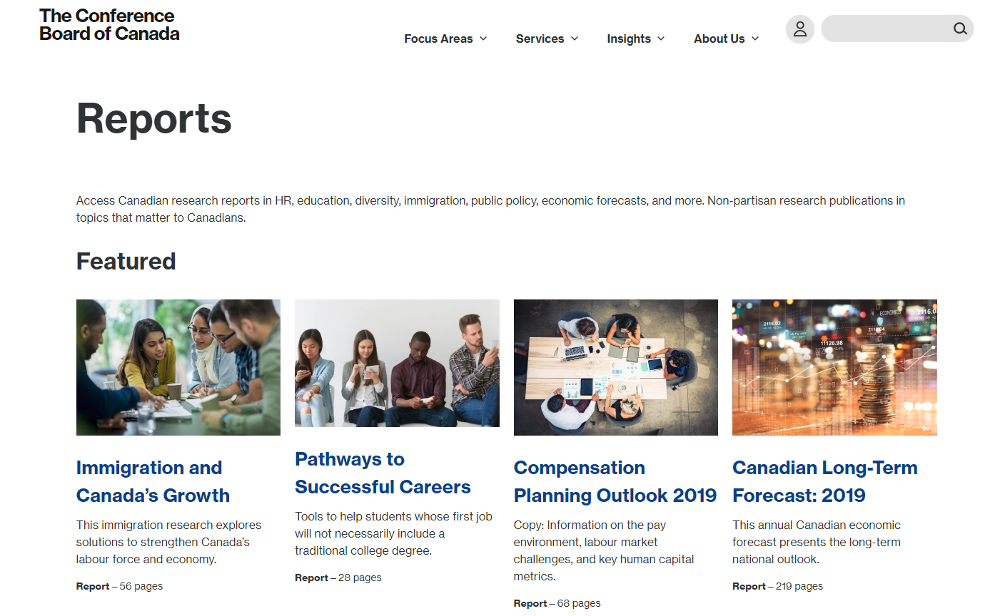 The Conference
Board of Canada
Focus Areas
Services
Insights
About Us
Reports
Access Canadian research reports in HR, education, diversity, immigration, public policy, economic forecasts, and more. Non-partisan research publications in
topics that matter to Canadians.
Featured
2116.02
ECONOMICS
2116.0
11126.98
Immigration and
Canada’s Growth
This immigration research explores
solutions to strengthen Canada’s
labour force and economy.
Report – 56 pages
Pathways to
Successful Careers
Tools to help students whose first job
will not necessarily include a
traditional college degree.
Report – 28 pages
Compensation
Planning Outlook 2019
Copy: Information on the pay
environment, labour market
challenges, and key human capital
metrics.
Report – 68 pages
Canadian Long-Term
Forecast: 2019
This annual Canadian economic
forecast presents the long-term
national outlook.
Report – 219 pages